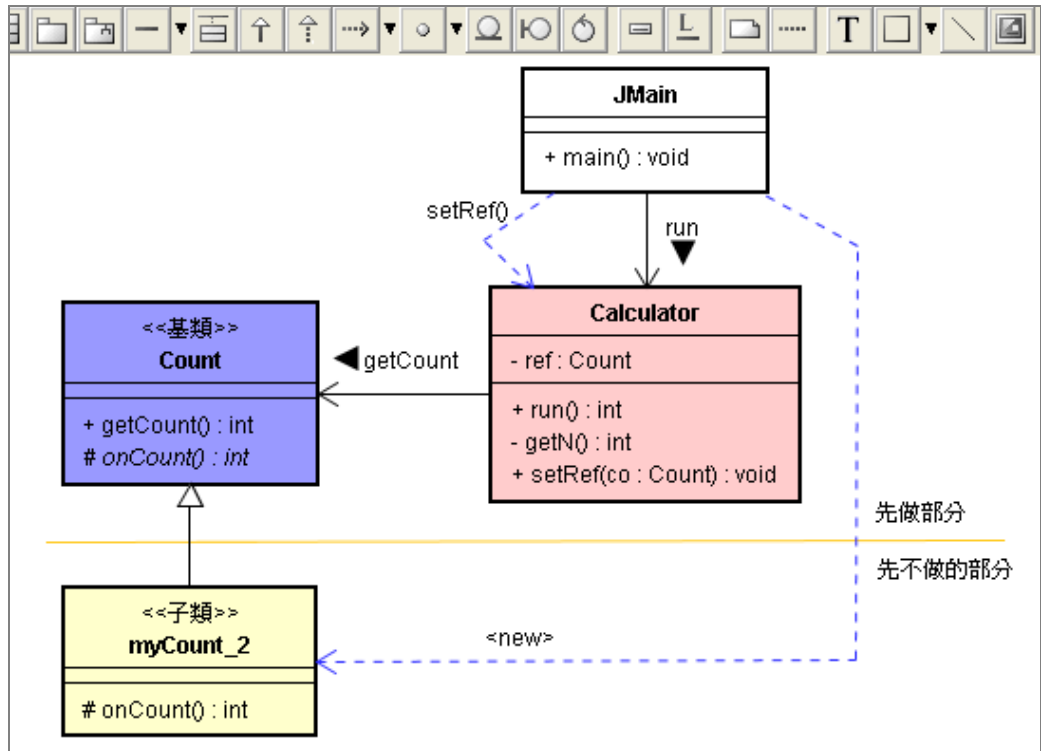 T
JMain
+ main() : void
setRef()
run
<<基類>>
Count
+ getCount() : int
# onCount() : int
getCount
Calculator
- ref : Count
+ run() : int
- getN() : int
+ setRef(co : Count) : void
先做部分
先不做的部分
<<子類>>
myCount_2
# onCount() : int
<new>